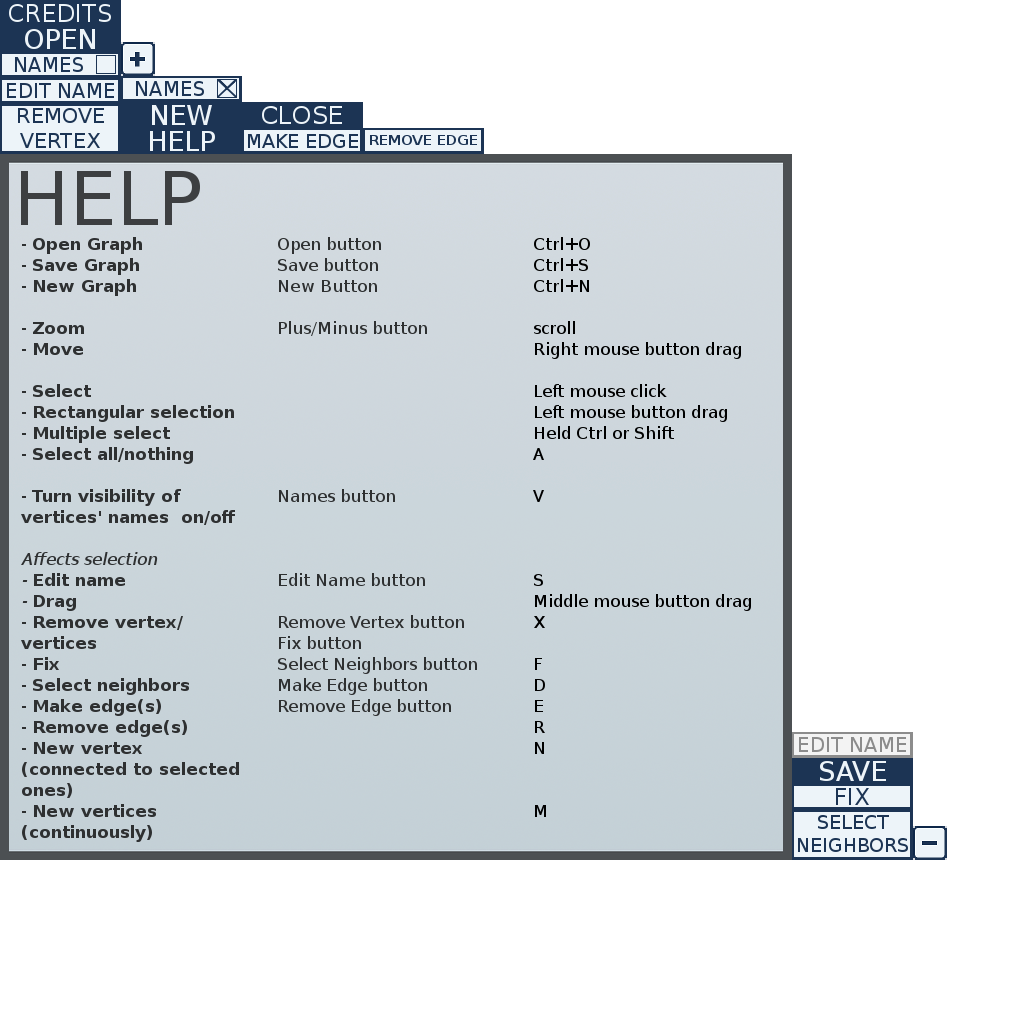 CREDITS
OPEN
NAMES
+
EDIT NAME
NAMES
REMOVE
VERTEX
NEW
HELP
CLOSE
MAKE EDGE
REMOVE EDGE
HELP
- Open Graph Open button Ctrl+O
- Save Graph Save button Ctrl+S
- New Graph New Button Ctrl+N
- Zoom Plus/Minus button scroll
- Move Right mouse button drag
- Select Left mouse click
- Rectangular selection Left mouse button drag
- Multiple select Held Ctrl or Shift
- Select all/nothing A
- Turn visibility of Names button V
vertices' names on/off
Affects selection
- Edit name Edit Name button S
- Drag Middle mouse button drag
- Remove vertex/ Remove Vertex button X
vertices Fix button
- Fix Select Neighbors button F
- Select neighbors Make Edge button D
- Make edge(s) Remove Edge button E
- Remove edge(s) R
- New vertex N
(connected to selected
ones)
- New vertices M
(continuously)
EDIT NAME
SAVE
FIX
SELECT
NEIGHBORS
−